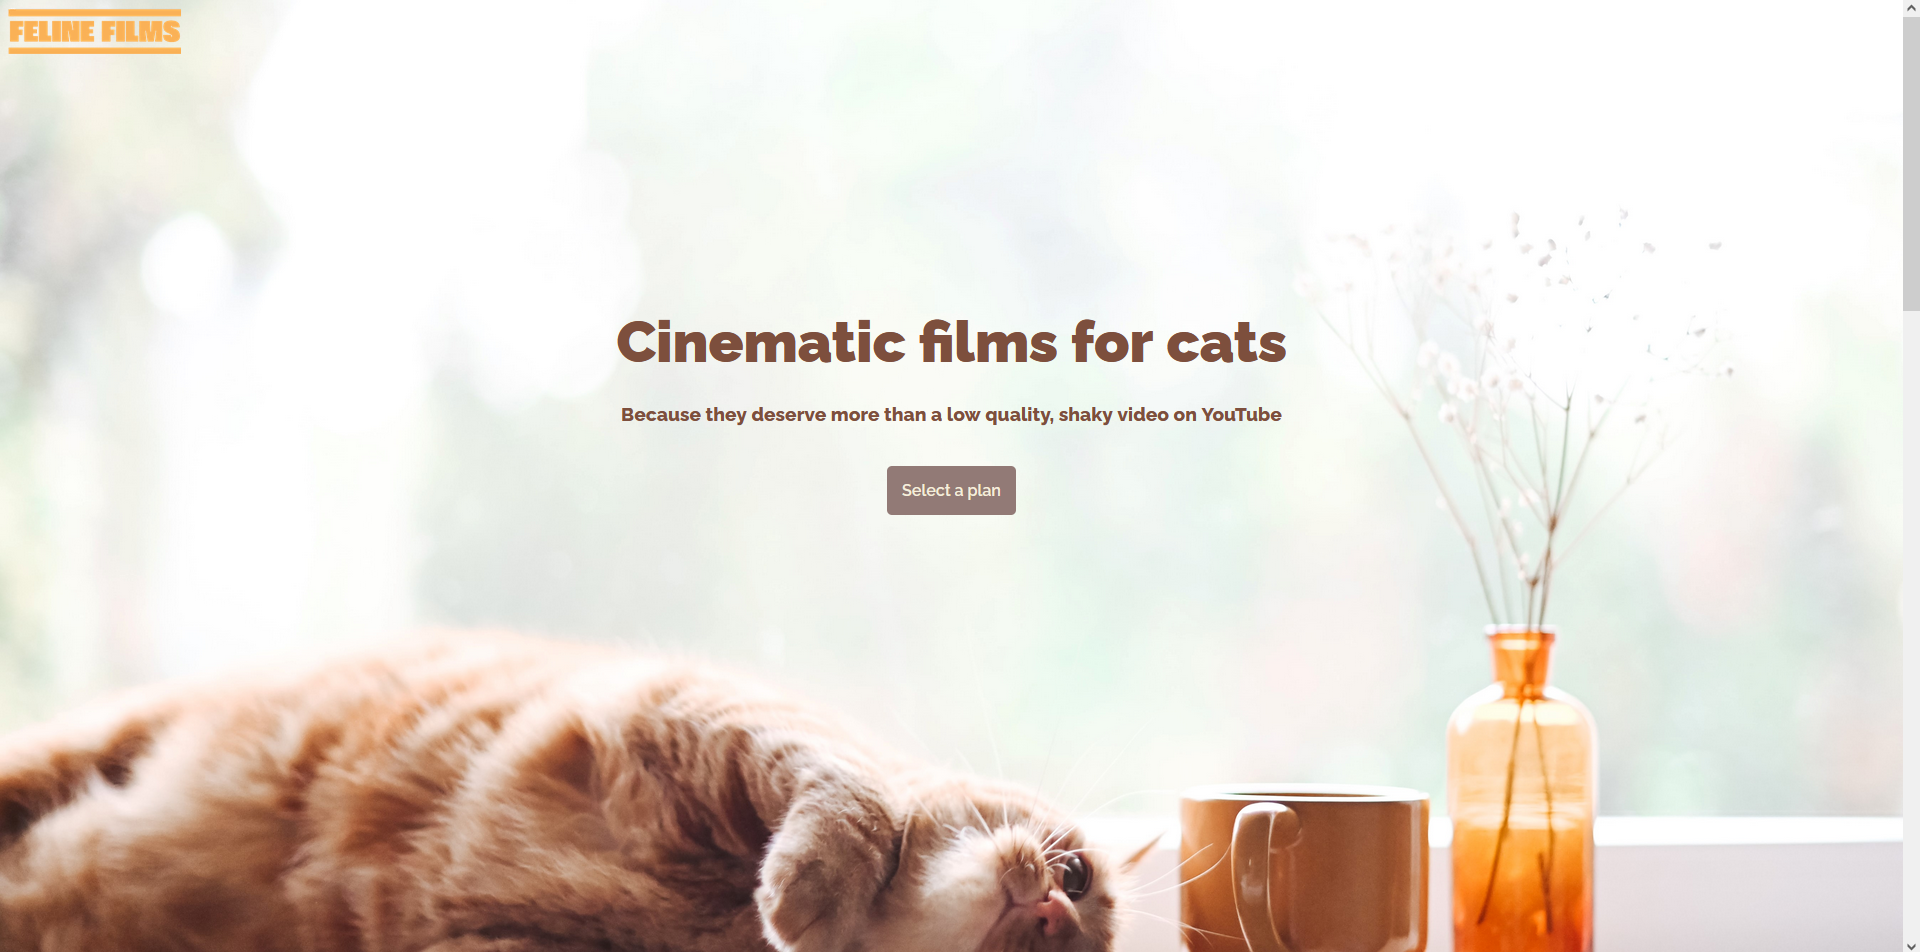 FELINE FILMS
Cinematic films for cats
Because they deserve more than a low quality, shaky video on YouTube
Select a plan